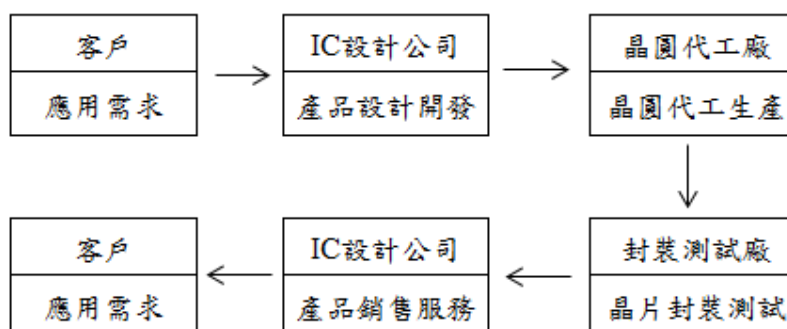 客戶
應用需求
IC設計公司
產品設計開發
晶圓代工廠
晶圓代工生產
封裝測試廠
晶片封裝測試
IC設計公司
產品銷售服務
客戶
應用需求